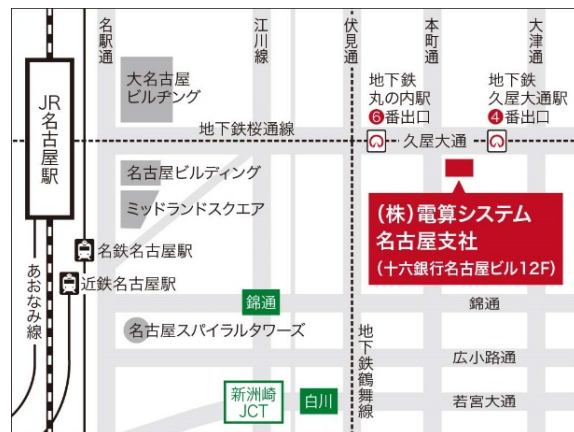 名駅通
江川線
伏見通
本町通
大津通
大名古屋
ビルヂング
地下鉄
丸の内駅
6番出口
地下鉄
久屋大通駅
4番出口
JR名古屋駅
地下鉄桜通線
久屋大通
名古屋ビルディング
ミッドランドスクエア
(株)電算システム
名古屋支社
(十六銀行名古屋ビル12F)
名鉄名古屋駅
近鉄名古屋駅
あおなみ線
錦通
錦通
名古屋スパイラルタワーズ
地下鉄鶴舞線
広小路通
新洲崎
JCT
白川
若宮大通